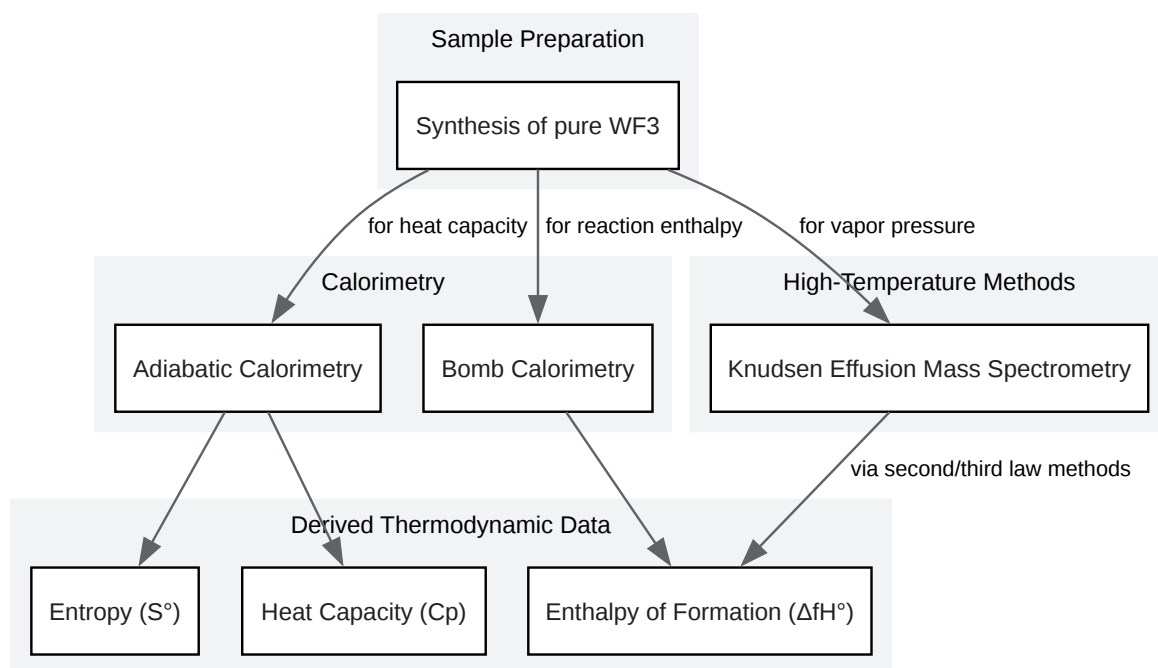 Sample Preparation
Synthesis of pure WF3
for heat capacity
for reaction enthalpy
for vapor pressure
Calorimetry
High-Temperature Methods
Adiabatic Calorimetry
Bomb Calorimetry
Knudsen Effusion Mass Spectrometry
via second/third law methods
Derived Thermodynamic Data
Entropy (S°)
Heat Capacity (Cp)
Enthalpy of Formation (ΔfH°)